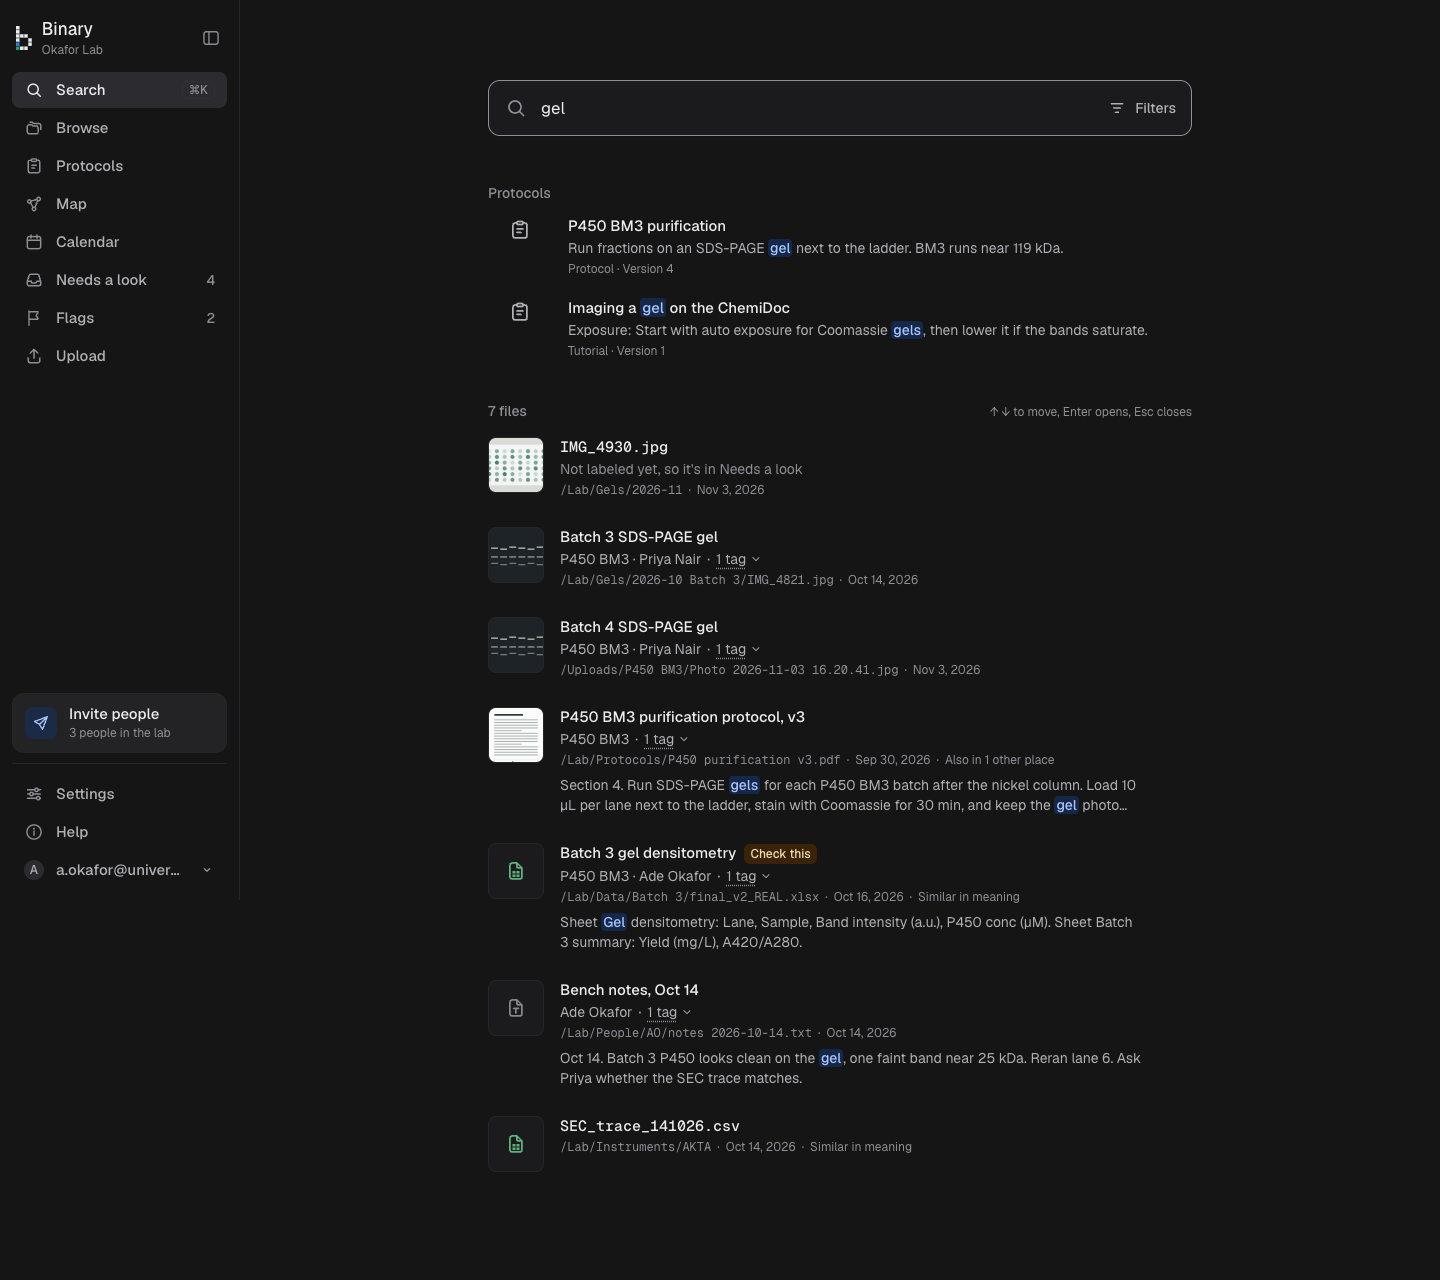 Binary
Okafor Lab
Search ⌘K
Browse
Protocols
Map
Calendar
Needs a look 4
Flags 2
Upload
Invite people
3 people in the lab
Settings
Help
A a.okafor@univer...
gel
Filters
Protocols
P450 BM3 purification
Run fractions on an SDS-PAGE gel next to the ladder. BM3 runs near 119 kDa.
Protocol · Version 4
Imaging a gel on the ChemiDoc
Exposure: Start with auto exposure for Coomassie gels, then lower it if the bands saturate.
Tutorial · Version 1
7 files
↑↓ to move, Enter opens, Esc closes
IMG_4930.jpg
Not labeled yet, so it's in Needs a look
/Lab/Gels/2026-11 · Nov 3, 2026
Batch 3 SDS-PAGE gel
P450 BM3 · Priya Nair · 1 tag
/Lab/Gels/2026-10 Batch 3/IMG_4821.jpg · Oct 14, 2026
Batch 4 SDS-PAGE gel
P450 BM3 · Priya Nair · 1 tag
/Uploads/P450 BM3/Photo 2026-11-03 16.20.41.jpg · Nov 3, 2026
P450 BM3 purification protocol, v3
P450 BM3 · 1 tag
/Lab/Protocols/P450 purification v3.pdf · Sep 30, 2026 · Also in 1 other place
Section 4. Run SDS-PAGE gels for each P450 BM3 batch after the nickel column. Load 10
µL per lane next to the ladder, stain with Coomassie for 30 min, and keep the gel photo...
Batch 3 gel densitometry Check this
P450 BM3 · Ade Okafor · 1 tag
/Lab/Data/Batch 3/final_v2_REAL.xlsx · Oct 16, 2026 · Similar in meaning
Sheet Gel densitometry: Lane, Sample, Band intensity (a.u.), P450 conc (µM). Sheet Batch
3 summary: Yield (mg/L), A420/A280.
Bench notes, Oct 14
Ade Okafor · 1 tag
/Lab/People/AO/notes 2026-10-14.txt · Oct 14, 2026
Oct 14. Batch 3 P450 looks clean on the gel, one faint band near 25 kDa. Reran lane 6. Ask
Priya whether the SEC trace matches.
SEC_trace_141026.csv
/Lab/Instruments/AKTA · Oct 14, 2026 · Similar in meaning